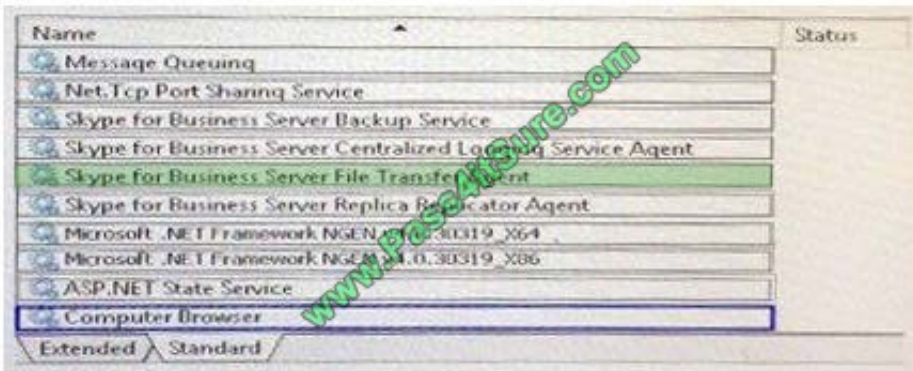 Name
Status
Message Queuing
Net.Tcp Port Sharing Service
Skype for Business Server Backup Service
Skype for Business Server Centralized Logging Service Agent
Skype for Business Server File Transfer Agent
Skype for Business Server Replica Replicator Agent
Microsoft .NET Framework NGEN v4.0.30319_X64
Microsoft .NET Framework NGEN v4.0.30319_X86
ASP.NET State Service
Computer Browser
Extended
Standard
www.Pass4itSure.com